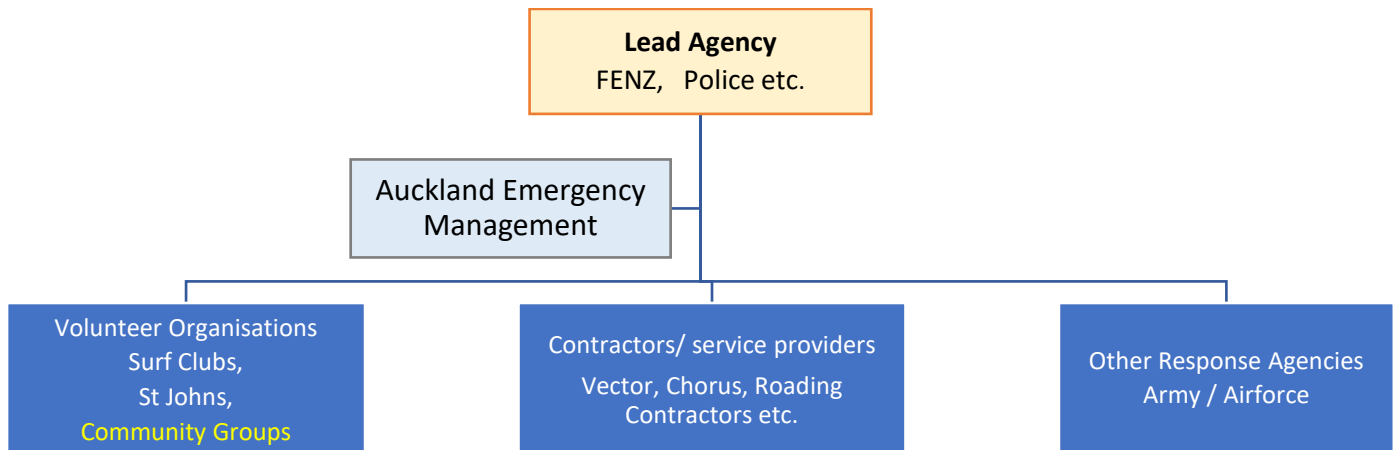 Lead Agency
FENZ, Police etc.
Auckland Emergency
Management
Volunteer Organisations
Surf Clubs,
St Johns,
Community Groups
Contractors/ service providers
Vector, Chorus, Roading
Contractors etc.
Other Response Agencies
Army / Airforce